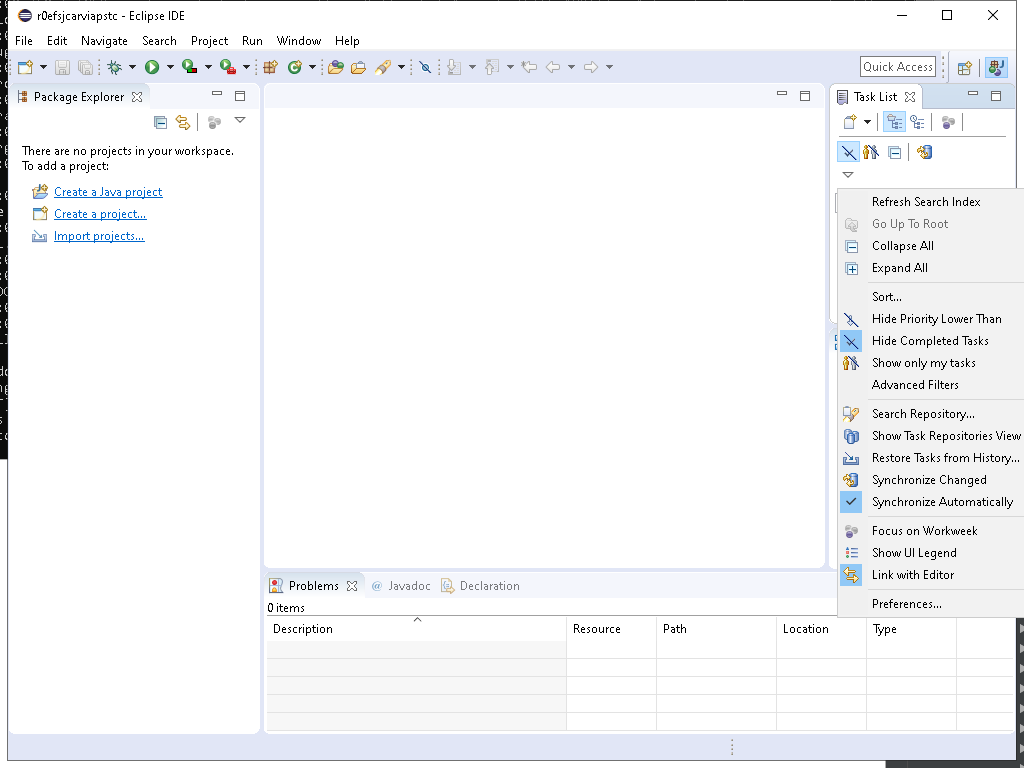 r0efsjcarviapstc - Eclipse IDE
File Edit Navigate Search Project Run Window Help
Quick Access
Package Explorer
Task List
There are no projects in your workspace.
To add a project:
Create a Java project
Create a project...
Import projects...
Refresh Search Index
Go Up To Root
Collapse All
Expand All
Sort...
Hide Priority Lower Than
Hide Completed Tasks
Show only my tasks
Advanced Filters
Search Repository...
Show Task Repositories View
Restore Tasks from History...
Synchronize Changed
Synchronize Automatically
Focus on Workweek
Show UI Legend
Link with Editor
Preferences...
Problems @ Javadoc Declaration
0 items
Description Resource Path Location Type